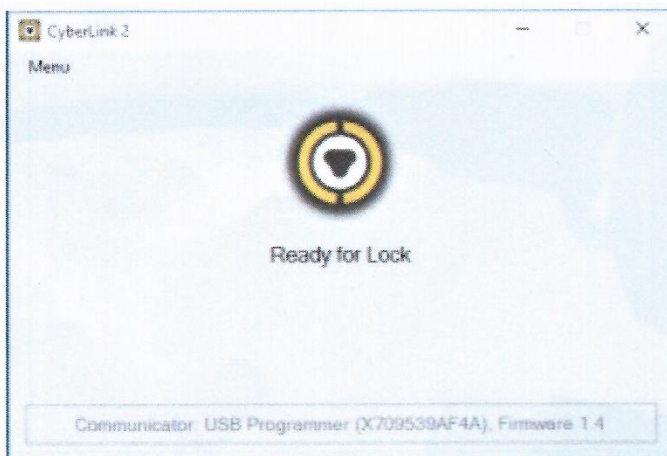 CyberLink 2
Menu
Ready for Lock
Communicator: USB Programmer (X709539AF4A), Firmware 1.4